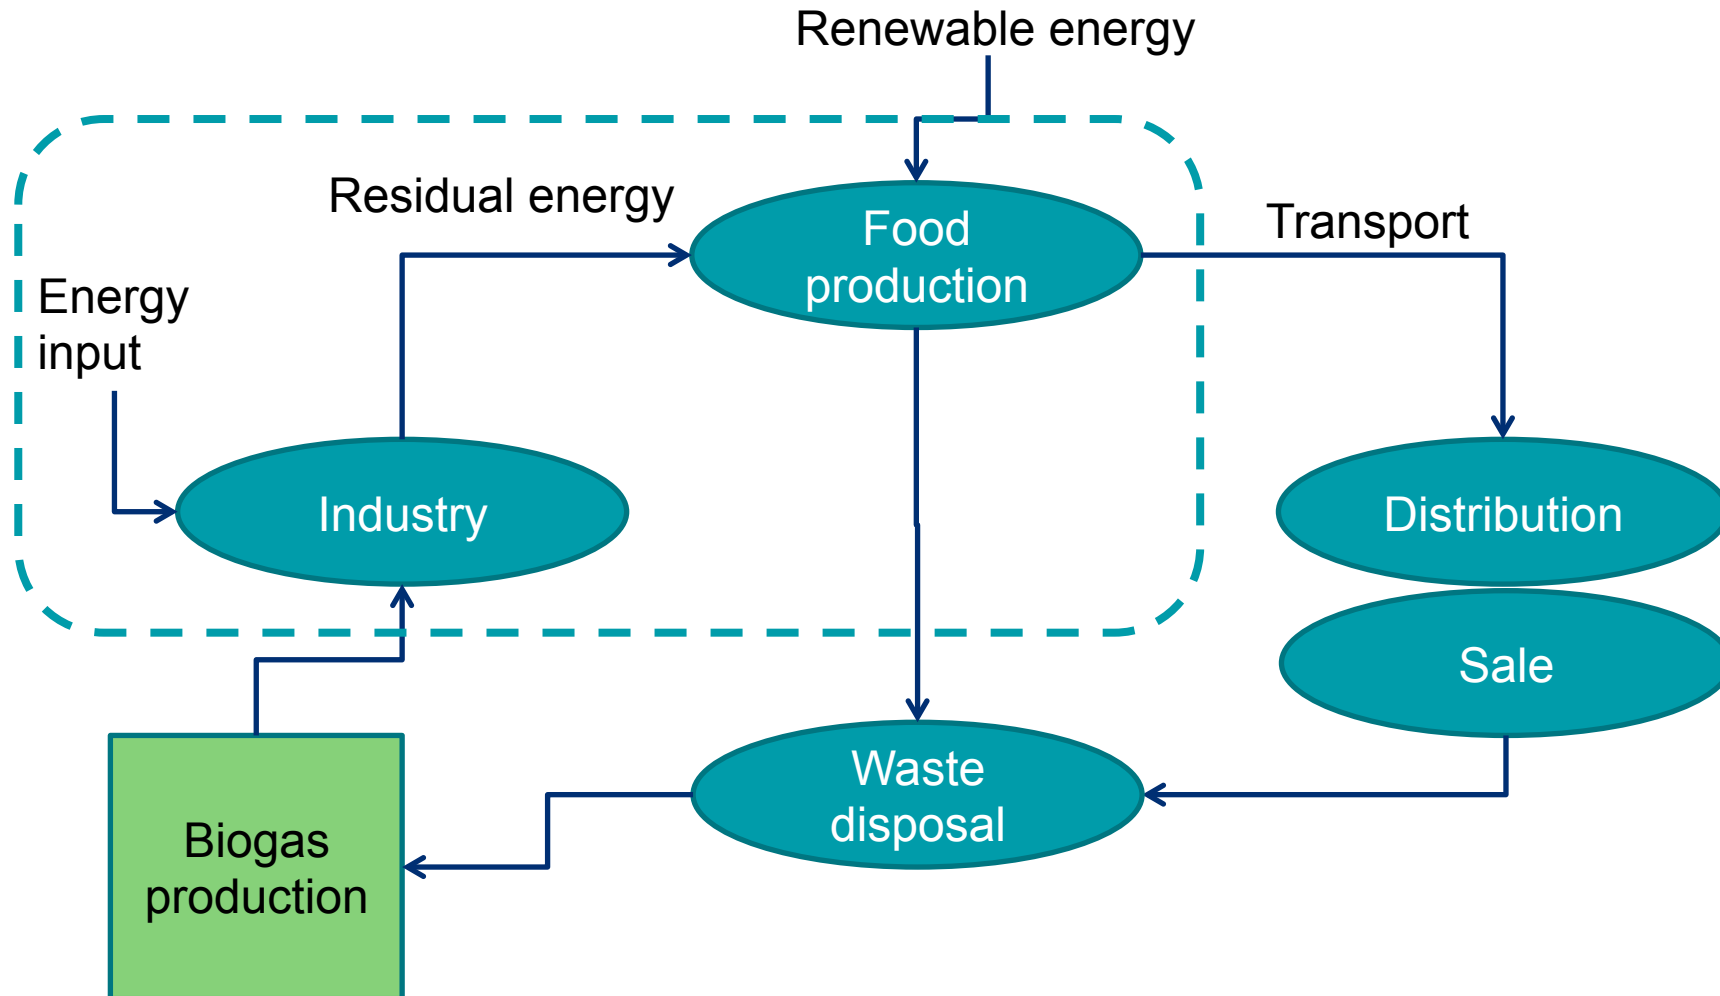 Renewable energy
Residual energy
Food
production
Transport
Energy
input
Industry
Distribution
Sale
Waste
disposal
Biogas
production